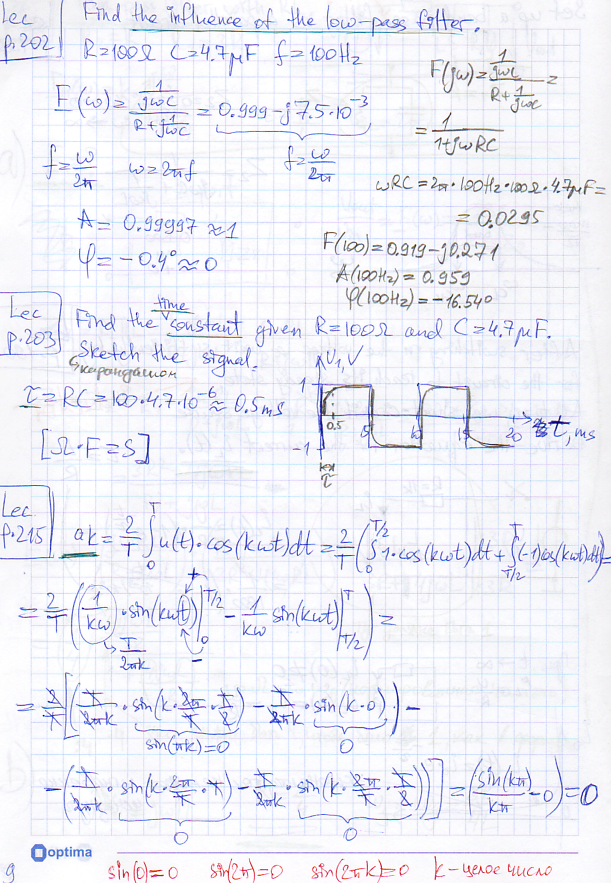 Lec
p.202
Find the influence of the low-pass filter.
R=100Ω C=4.7μF f=100Hz
F(ω) = (1/jωC)/(R+1/jωC) = 0.999-j7.5·10⁻³
f=ω/2π ω=2πf f=ω/2π
A = 0.99997 ≈ 1
φ = -0.4° ≈ 0
F(jω) = (1/jωC)/(R+1/jωC) =
= 1/(1+jωRC)
ωRC=2π·100Hz·100Ω·4.7μF=
= 0.0295
F(100)=0.919-j0.271
A(100Hz)=0.959
φ(100Hz)=-16.54°
Lec
p.203
time
Find the constant given R=100Ω and C=4.7μF.
Sketch the signal.
τ=RC=100·4.7·10⁻⁶≈0.5ms
[Ω·F=S]
U₁,V
1
-1
0.5 5 10 15 20 t, ms
τ
Lec
p.215
ak = 2/T ∫₀ᵀ u(t)·cos(kωt)dt = 2/T (∫₀^(T/2) 1·cos(kωt)dt + ∫_(T/2)^T (-1)cos(kωt)dt) =
= 2/T ((1/kω · sin(kωt)|₀^(T/2) - 1/kω sin(kωt)|_(T/2)^T) =
+
T/2πk
-
= 2/T [(T/2πk · sin(k·2π/T·T/2) - T/2πk · sin(k·0)) -
sin(πk)=0 0
- (T/2πk · sin(k·2π/T·T) - T/2πk · sin(k·2π/T·T/2))] = (sin(kπ)/kπ - 0) = 0
0 0
optima
sin(0)=0 sin(2π)=0 sin(2πk)=0 k-целое число
9